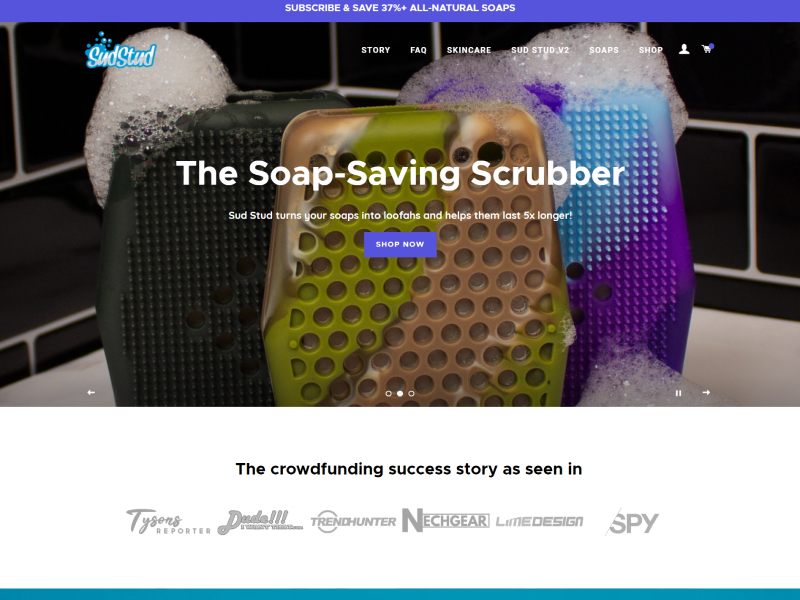 SUBSCRIBE & SAVE 37%+ ALL-NATURAL SOAPS
SudStud
STORY FAQ SKINCARE SUD STUD V2 SOAPS SHOP
The Soap-Saving Scrubber
Sud Stud turns your soaps into loofahs and helps them last 5x longer!
SHOP NOW
The crowdfunding success story as seen in
Tysons REPORTER
Dude!!! I WANT THAT
TRENDHUNTER
NECHGEAR
LIMEDESIGN
SPY